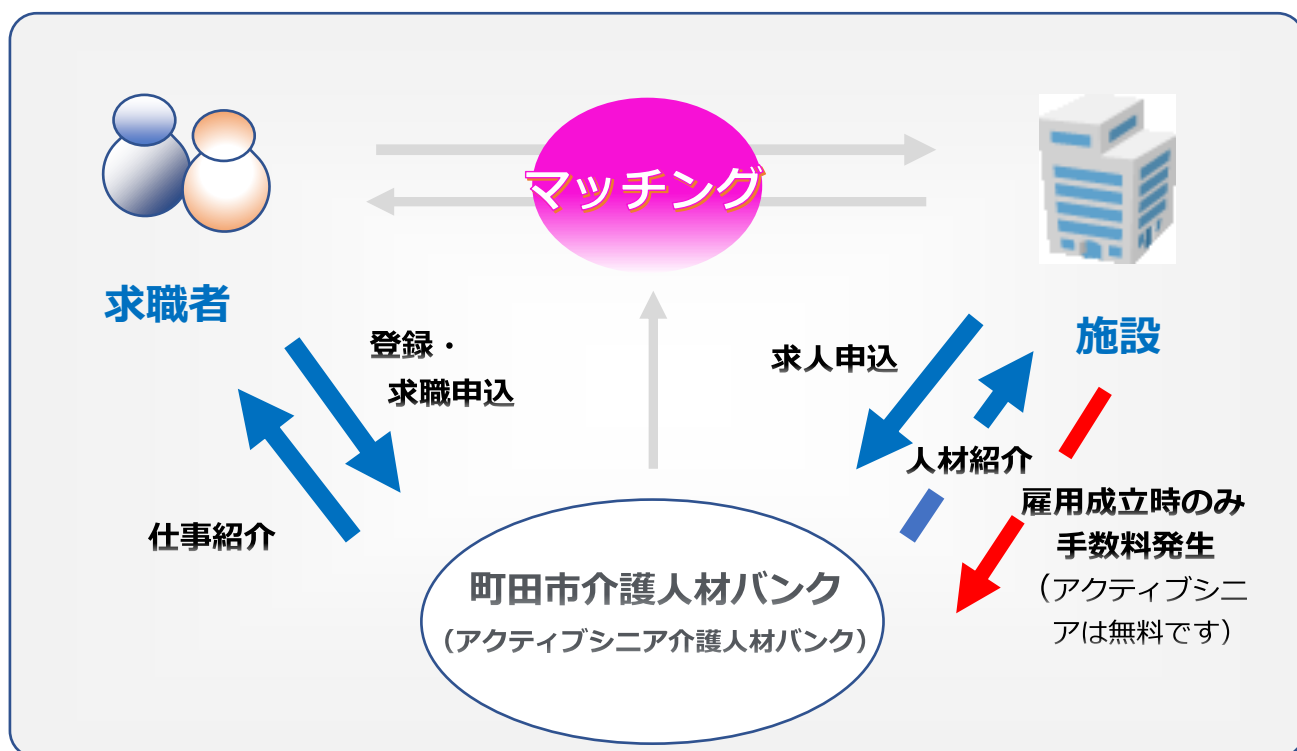 マッチング
求職者
施設
登録・
求職申込
求人申込
人材紹介
仕事紹介
雇用成立時のみ
手数料発生
（アクティブシニ
アは無料です）
町田市介護人材バンク
（アクティブシニア介護人材バンク）